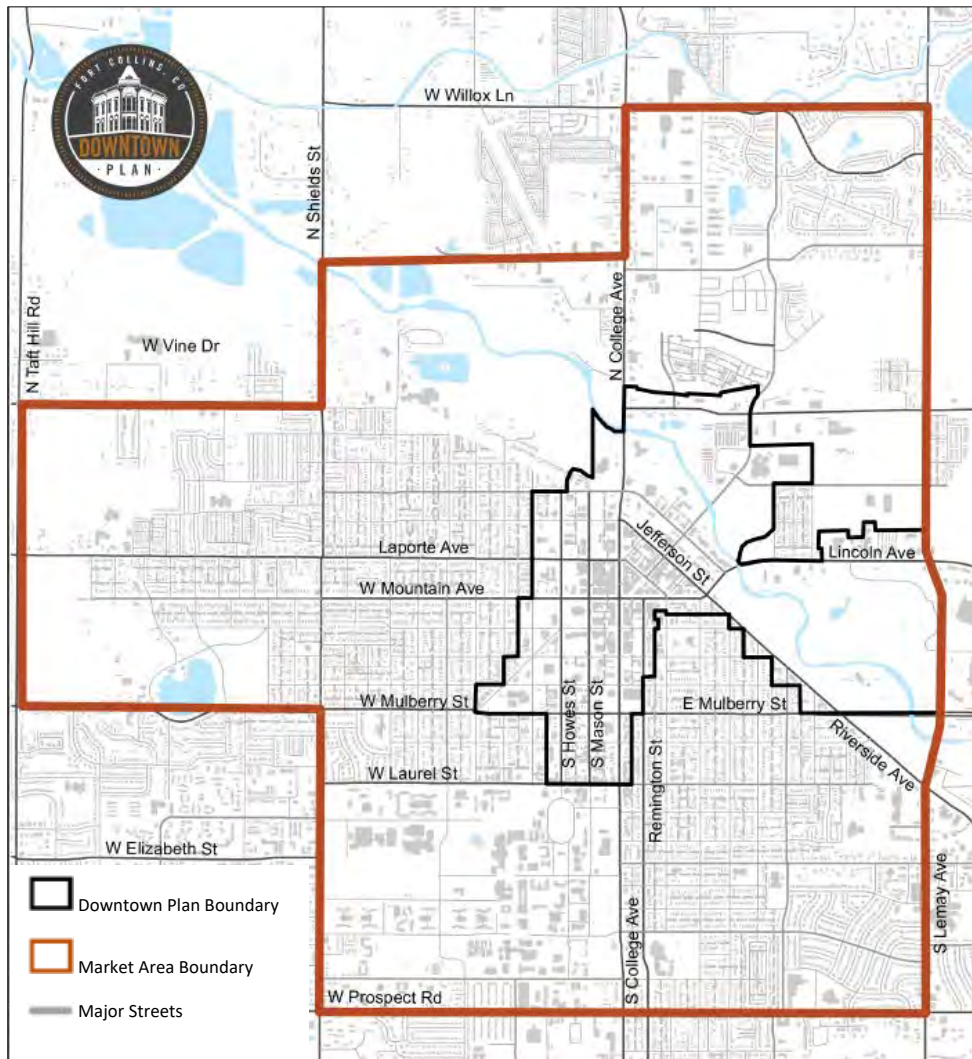 FORT COLLINS, CO
DOWNTOWN
· PLAN ·
W Willox Ln
N Shields St
N Taft Hill Rd
W Vine Dr
N College Ave
Jefferson St
Lincoln Ave
Laporte Ave
W Mountain Ave
W Mulberry St
S Howes St
S Mason St
E Mulberry St
Riverside Ave
Remington St
W Laurel St
W Elizabeth St
S College Ave
S Lemay Ave
W Prospect Rd
Downtown Plan Boundary
Market Area Boundary
Major Streets